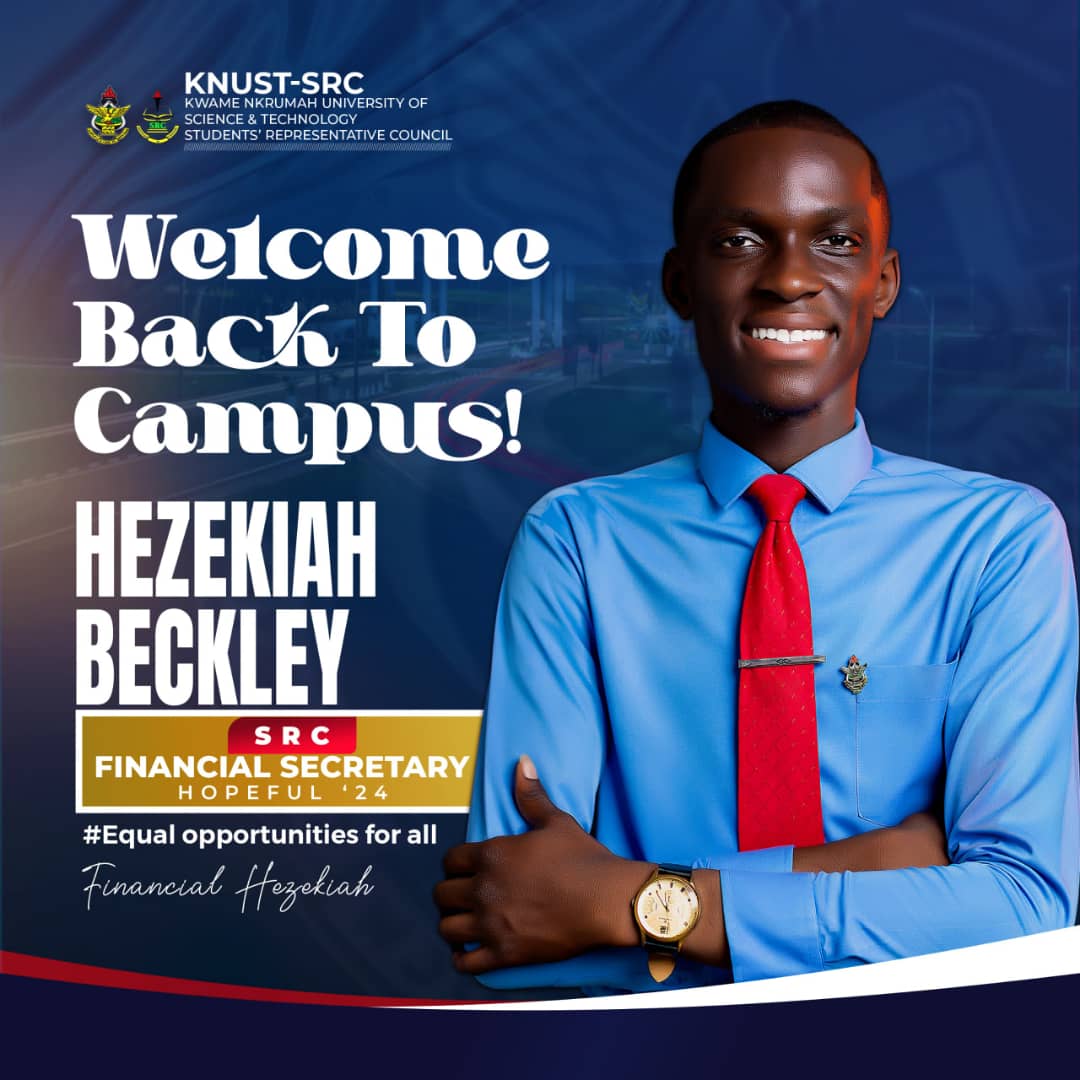 KNUST-SRC
KWAME NKRUMAH UNIVERSITY OF
SCIENCE & TECHNOLOGY
STUDENTS' REPRESENTATIVE COUNCIL
Welcome
Back To
Campus!
HEZEKIAH
BECKLEY
SRC
FINANCIAL SECRETARY
HOPEFUL ‘24
#Equal opportunities for all
Financial Hezekiah